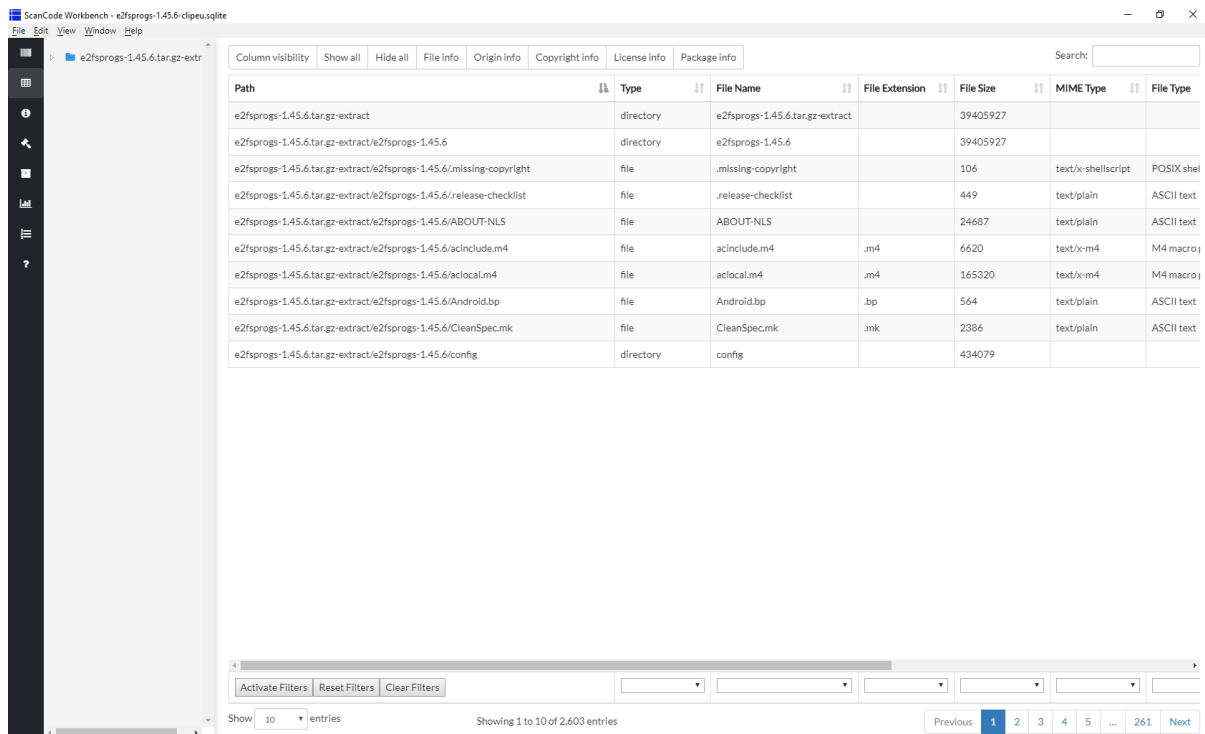 ScanCode Workbench - e2fsprogs-1.45.6-clipeu.sqlite
File Edit View Window Help
e2fsprogs-1.45.6.tar.gz-extr
Column visibility Show all Hide all File info Origin info Copyright info License info Package info Search:
Path Type File Name File Extension File Size MIME Type File Type
e2fsprogs-1.45.6.tar.gz-extract directory e2fsprogs-1.45.6.tar.gz-extract 39405927
e2fsprogs-1.45.6.tar.gz-extract/e2fsprogs-1.45.6 directory e2fsprogs-1.45.6 39405927
e2fsprogs-1.45.6.tar.gz-extract/e2fsprogs-1.45.6/.missing-copyright file .missing-copyright 106 text/x-shellscript POSIX shel
e2fsprogs-1.45.6.tar.gz-extract/e2fsprogs-1.45.6/.release-checklist file .release-checklist 449 text/plain ASCII text
e2fsprogs-1.45.6.tar.gz-extract/e2fsprogs-1.45.6/ABOUT-NLS file ABOUT-NLS 24687 text/plain ASCII text
e2fsprogs-1.45.6.tar.gz-extract/e2fsprogs-1.45.6/acinclude.m4 file acinclude.m4 .m4 6620 text/x-m4 M4 macro p
e2fsprogs-1.45.6.tar.gz-extract/e2fsprogs-1.45.6/aclocal.m4 file aclocal.m4 .m4 165320 text/x-m4 M4 macro p
e2fsprogs-1.45.6.tar.gz-extract/e2fsprogs-1.45.6/Android.bp file Android.bp .bp 564 text/plain ASCII text
e2fsprogs-1.45.6.tar.gz-extract/e2fsprogs-1.45.6/CleanSpec.mk file CleanSpec.mk .mk 2386 text/plain ASCII text
e2fsprogs-1.45.6.tar.gz-extract/e2fsprogs-1.45.6/config directory config 434079
Activate Filters Reset Filters Clear Filters
Show 10 entries Showing 1 to 10 of 2,603 entries Previous 1 2 3 4 5 ... 261 Next